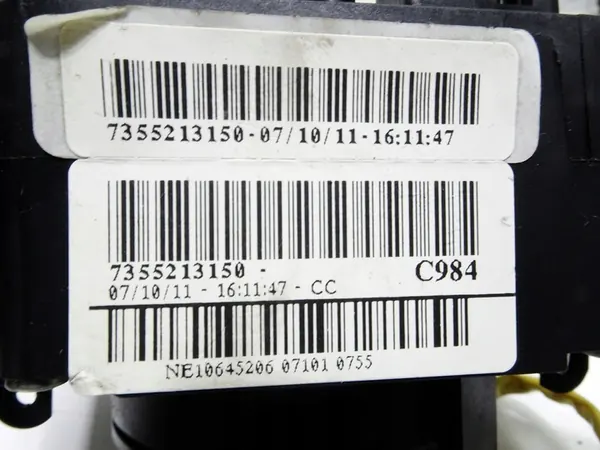 7355213150-07/10/11-16:11:47
7355213150 - C984
07/10/11 - 16:11:47 - CC
NE10645206 07101 0755